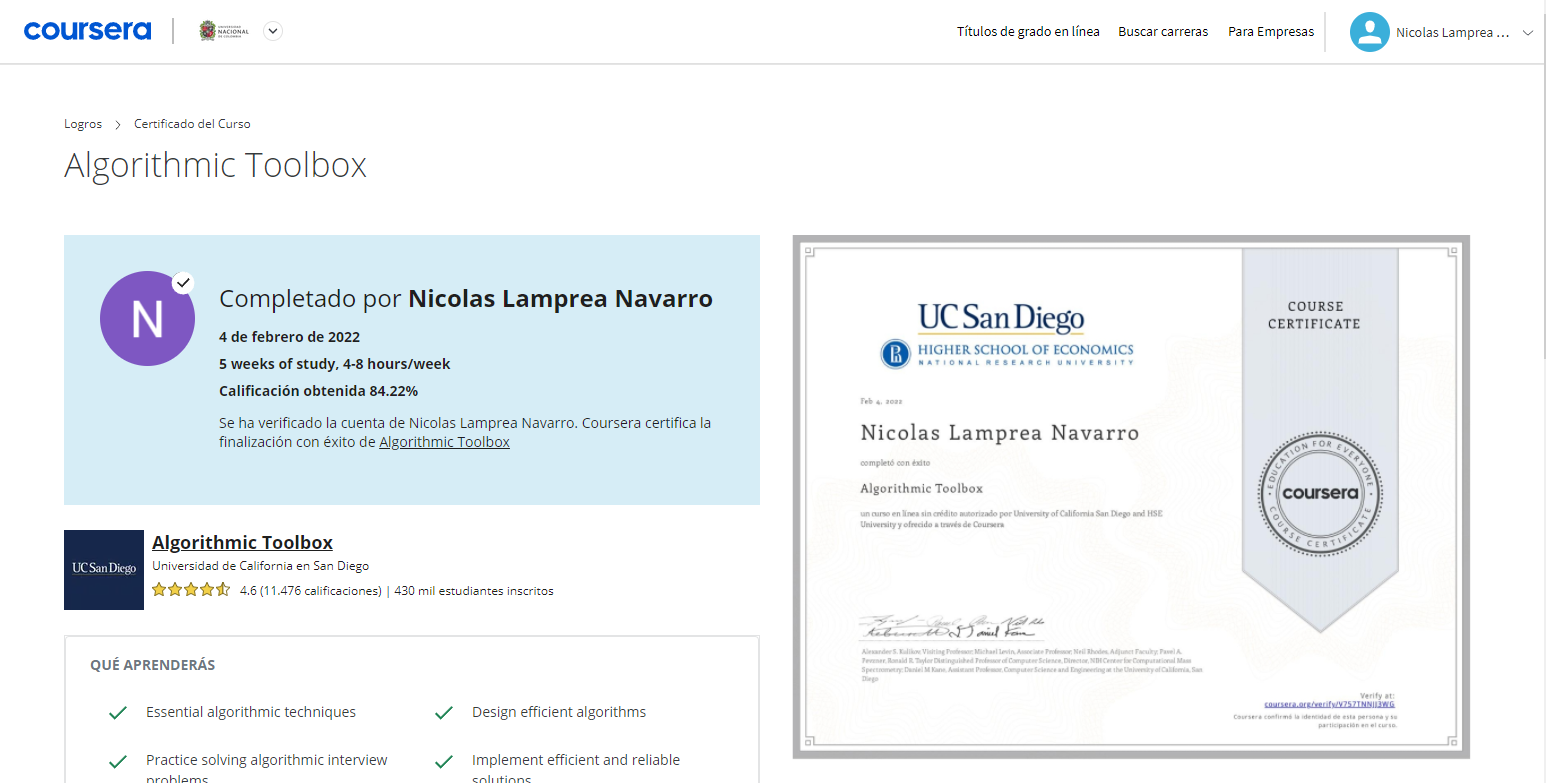 coursera
UNIVERSIDAD
NACIONAL
DE COLOMBIA
Títulos de grado en línea
Buscar carreras
Para Empresas
Nicolas Lamprea ...
Logros
Certificado del Curso
Algorithmic Toolbox
N
Completado por Nicolas Lamprea Navarro
4 de febrero de 2022
5 weeks of study, 4-8 hours/week
Calificación obtenida 84.22%
Se ha verificado la cuenta de Nicolas Lamprea Navarro. Coursera certifica la
finalización con éxito de Algorithmic Toolbox
UC San Diego
Algorithmic Toolbox
Universidad de California en San Diego
4.6 (11.476 calificaciones) | 430 mil estudiantes inscritos
QUÉ APRENDERÁS
Essential algorithmic techniques
Design efficient algorithms
Practice solving algorithmic interview
problems
Implement efficient and reliable
solutions
UC San Diego
HIGHER SCHOOL OF ECONOMICS
NATIONAL RESEARCH UNIVERSITY
Feb 4, 2022
Nicolas Lamprea Navarro
completó con éxito
Algorithmic Toolbox
un curso en línea sin crédito autorizado por University of California San Diego and HSE
University y ofrecido a través de Coursera
Alexander S. Kulikov, Visiting Professor; Michael Levin, Associate Professor; Neil Rhodes, Adjunct Faculty; Pavel A.
Pevzner, Ronald R. Taylor Distinguished Professor of Computer Science, Director, NIH Center for Computational Mass
Spectrometry; Daniel M Kane, Assistant Professor, Computer Science and Engineering at the University of California, San
Diego
COURSE
CERTIFICATE
EDUCATION FOR EVERYONE
coursera
COURSE CERTIFICATE
Verify at:
coursera.org/verify/V757TNNJJ3WG
Coursera confirmó la identidad de esta persona y su
participación en el curso.